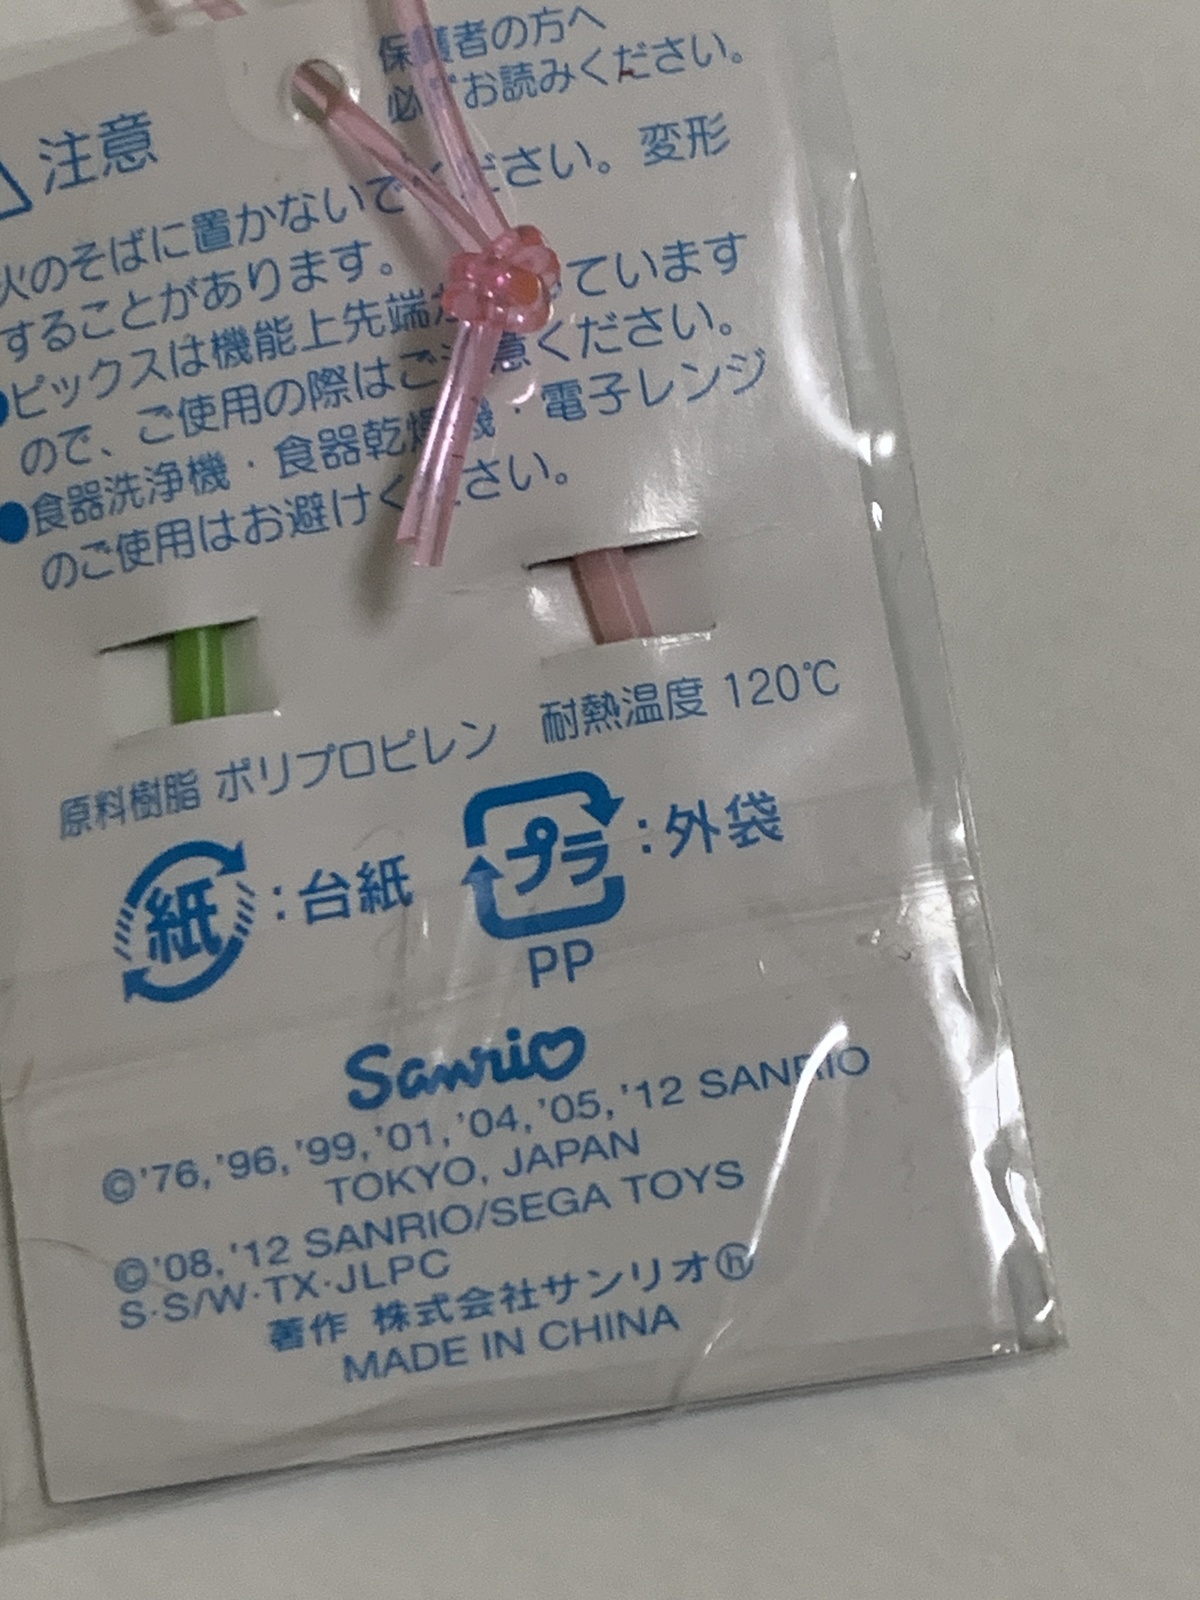 保護者の方へ
必ずお読みください。
注意
火のそばに置かないでください。変形
することがあります。
●ピックスは機能上先端が ています
ので、ご使用の際はご注意ください。
●食器洗浄機・食器乾燥機・電子レンジ
のご使用はお避けください。
原料樹脂 ポリプロピレン 耐熱温度 120℃
紙:台紙 プラ:外袋
PP
Sanrio
©'76,'96,'99,'01,'04,'05,'12 SANRIO
TOKYO, JAPAN
©'08,'12 SANRIO/SEGA TOYS
S·S/W·TX·JLPC
著作 株式会社サンリオⓗ
MADE IN CHINA